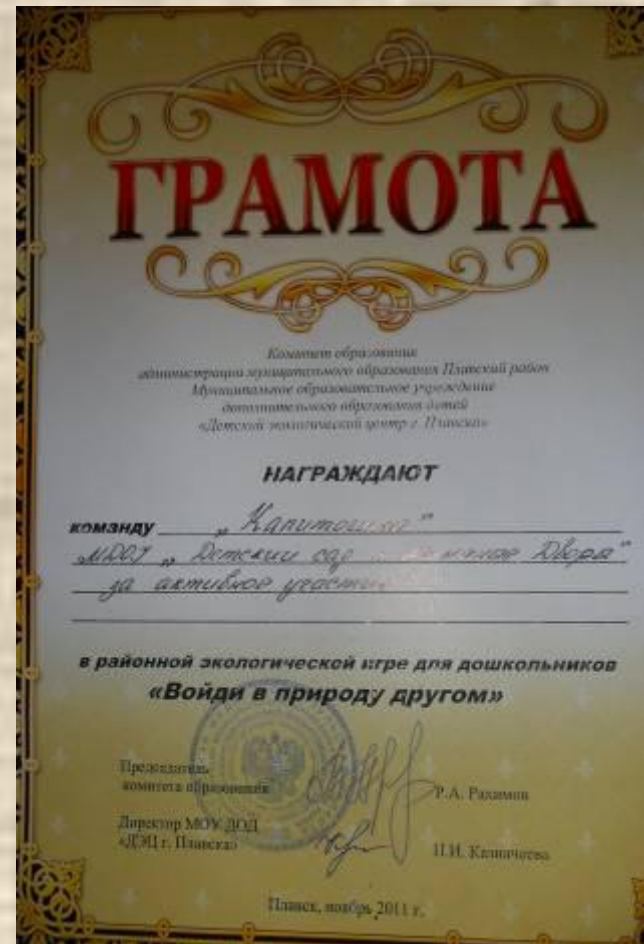 ГРАМОТА
Комитет образования
администрации муниципального образования Плавский район
Муниципальное образовательное учреждение
дополнительного образования детей
«Детский экологический центр г. Плавска»
НАГРАЖДАЮТ
команду „Капитошка"
МДОУ „Детский сад Двора"
за активное участие
в районной экологической игре для дошкольников
«Войди в природу другом»
Председатель
комитета образования Р.А.
Директор МОУ ДОД
«ДЭЦ г. Плавска»
Плавск, ноябрь 2011 г.